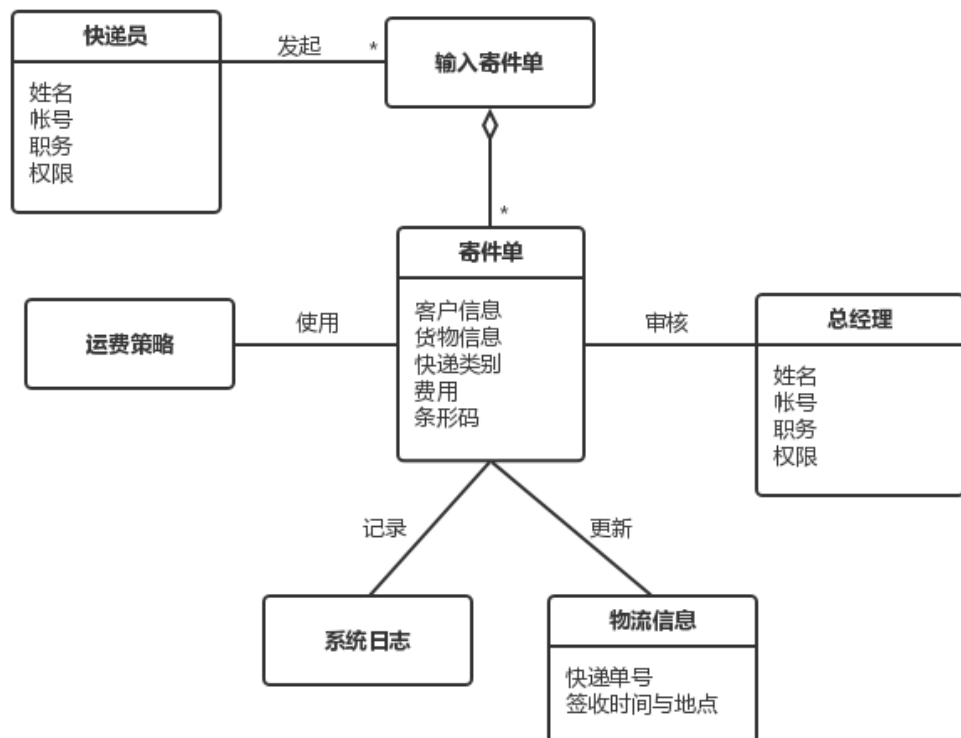 快递员
姓名
帐号
职务
权限
发起
*
输入寄件单
*
寄件单
客户信息
货物信息
快递类别
费用
条形码
运费策略
使用
审核
总经理
姓名
帐号
职务
权限
记录
更新
系统日志
物流信息
快递单号
签收时间与地点